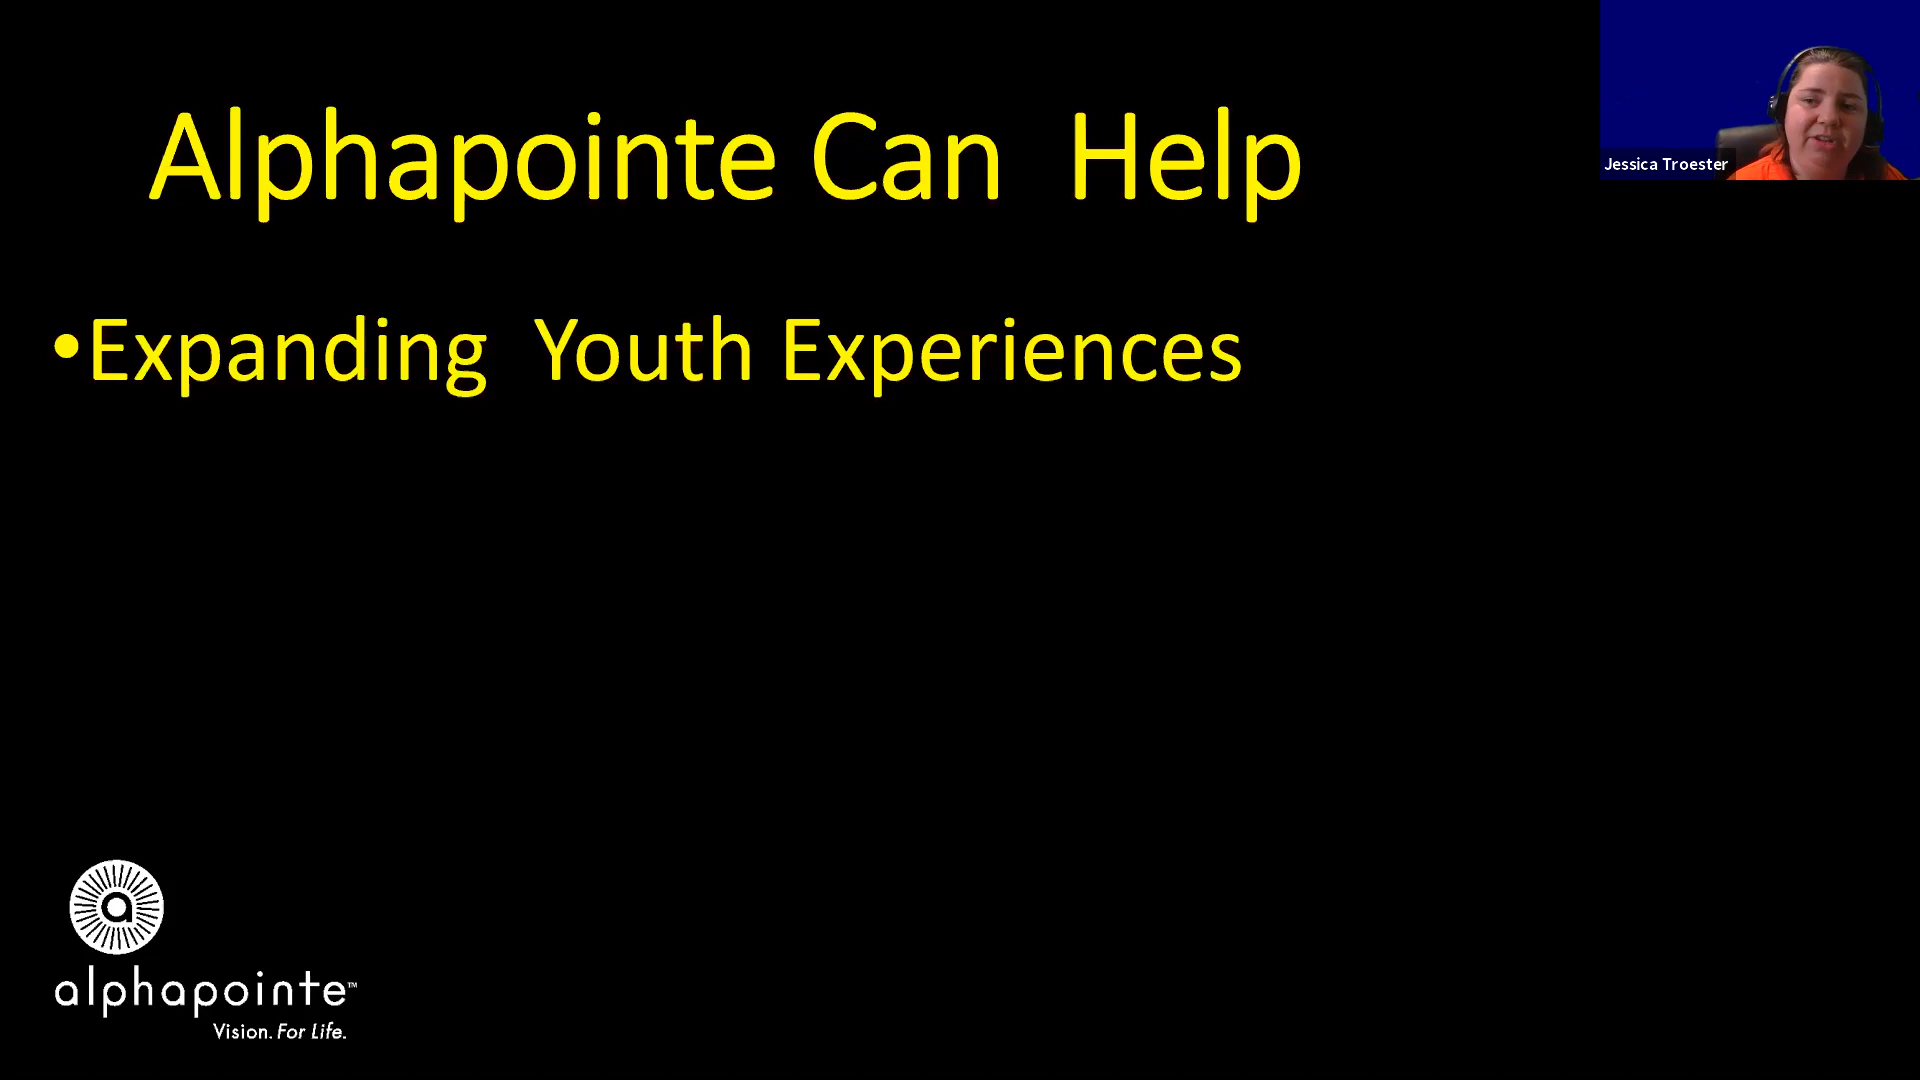 Alphapointe Can  Help
Jessica Troester
•Expanding  Youth Experiences
alphapointe™
Vision. For Life.